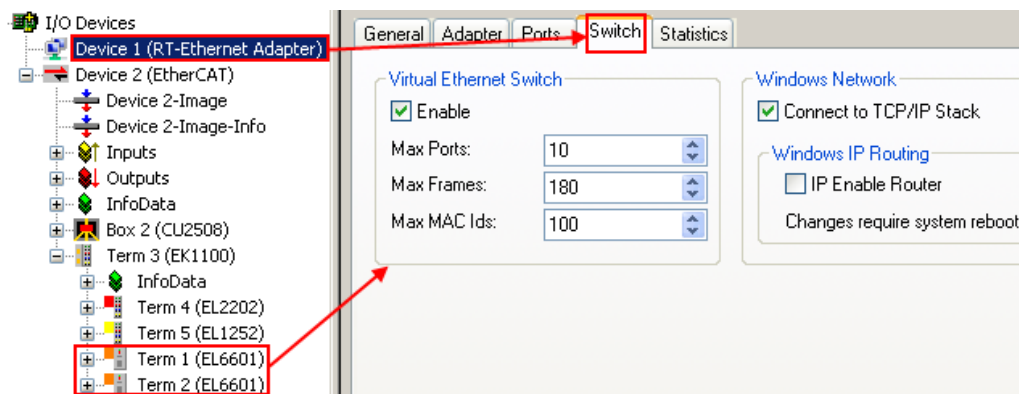 I/O Devices
Device 1 (RT-Ethernet Adapter)
Device 2 (EtherCAT)
Device 2-Image
Device 2-Image-Info
Inputs
Outputs
InfoData
Box 2 (CU2508)
Term 3 (EK1100)
InfoData
Term 4 (EL2202)
Term 5 (EL1252)
Term 1 (EL6601)
Term 2 (EL6601)
General Adapter Ports Switch Statistics
Virtual Ethernet Switch
Enable
Max Ports: 10
Max Frames: 180
Max MAC Ids: 100
Windows Network
Connect to TCP/IP Stack
Windows IP Routing
IP Enable Router
Changes require system reboot